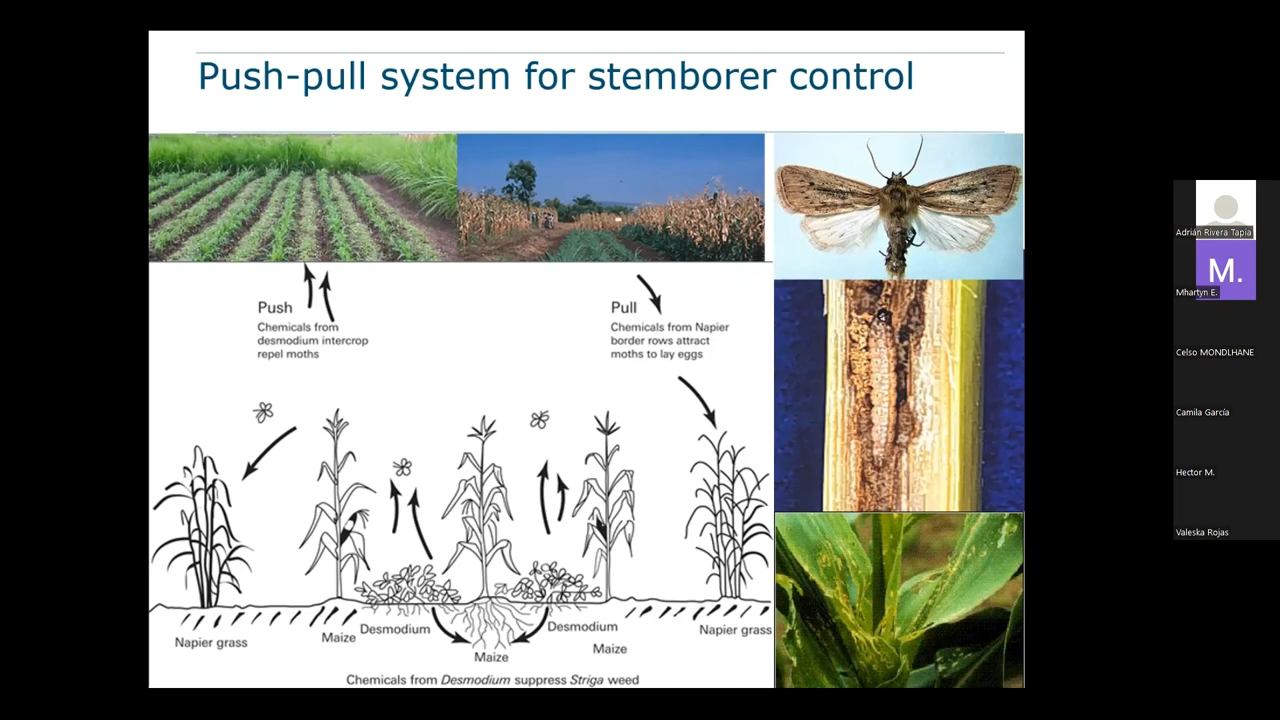 Push-pull system for stemborer control
Push
Chemicals from
desmodium intercrop
repel moths
Pull
Chemicals from Napier
border rows attract
moths to lay eggs
Napier grass
Maize
Desmodium
Maize
Desmodium
Maize
Napier grass
Chemicals from Desmodium suppress Striga weed
Adrián Rivera Tapia
M.
Mhartyn E.
Celso MONDLHANE
Camila García
Hector M.
Valeska Rojas